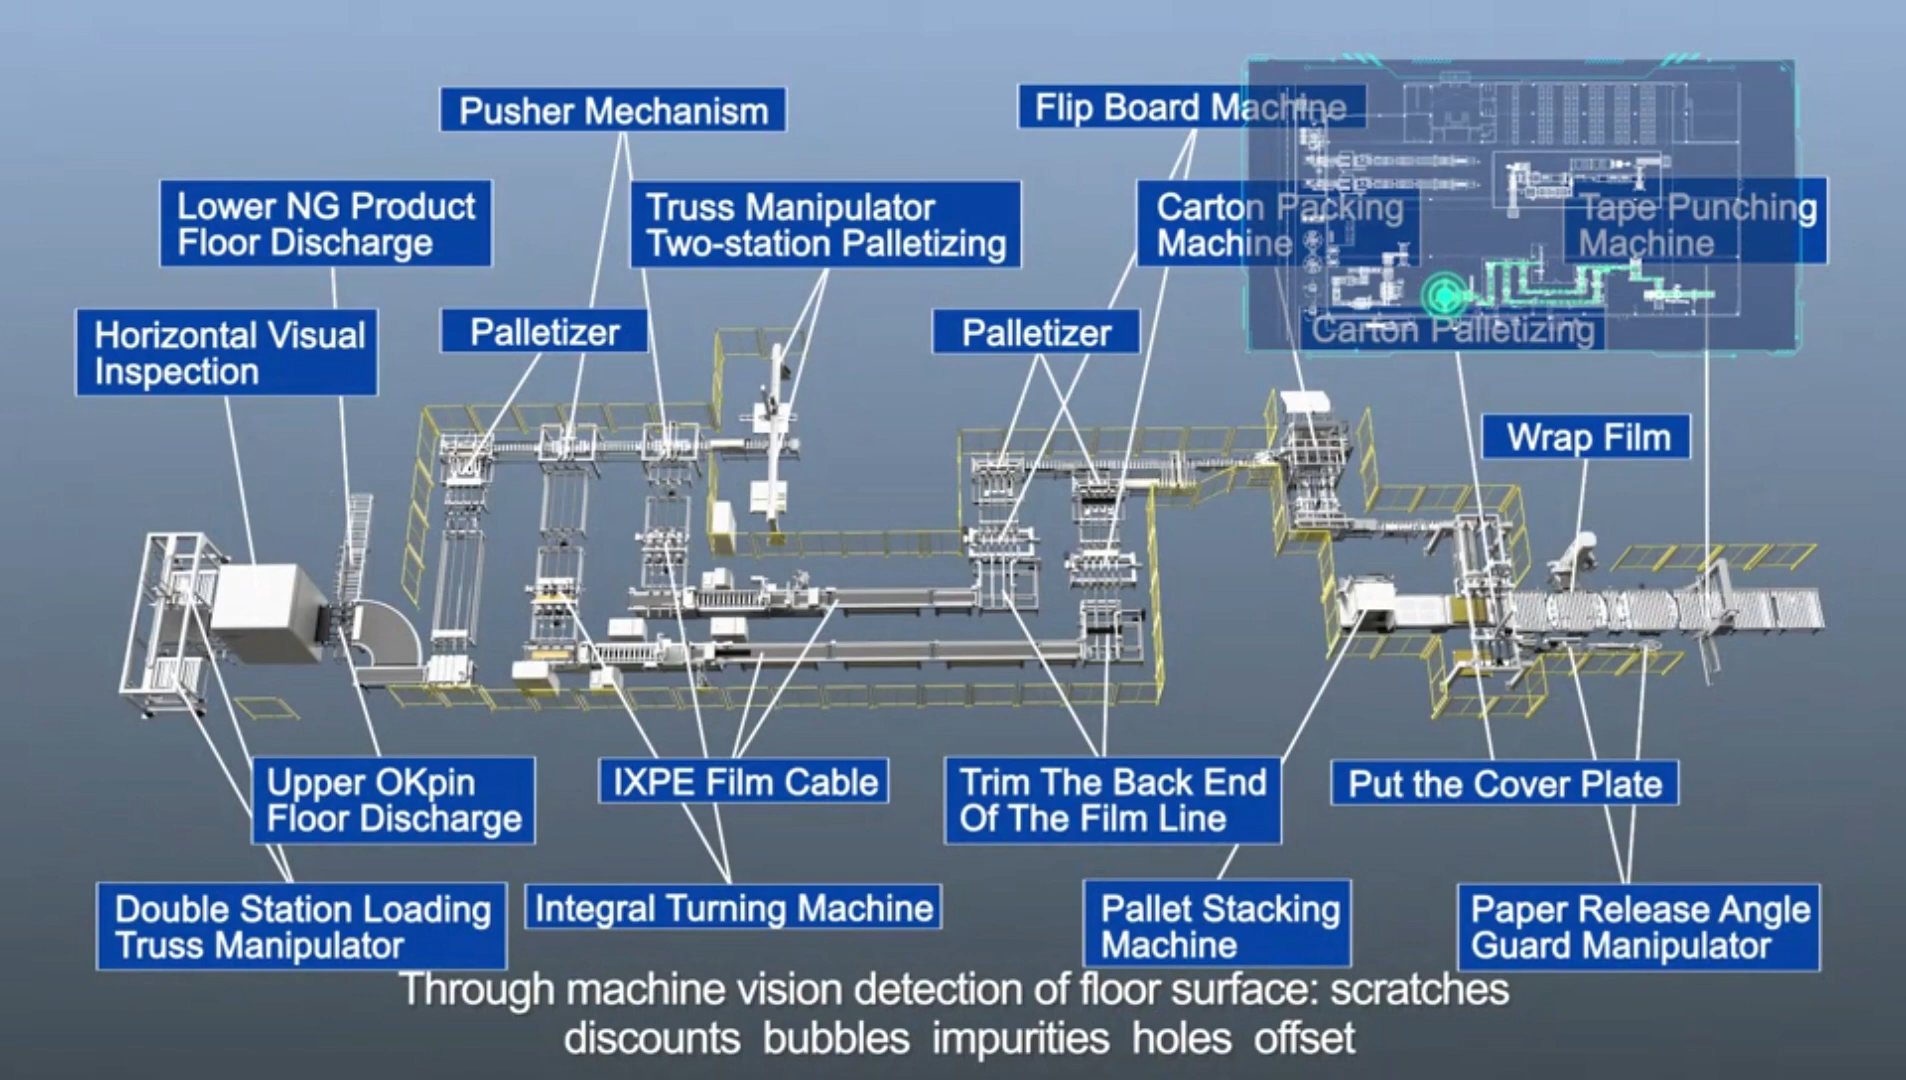 Pusher Mechanism
Flip Board Machine
Lower NG Product
Floor Discharge
Truss Manipulator
Two-station Palletizing
Carton Packing
Machine
Tape Punching
Machine
Horizontal Visual
Inspection
Palletizer
Palletizer
Carton Palletizing
Wrap Film
Upper OKpin
Floor Discharge
IXPE Film Cable
Trim The Back End
Of The Film Line
Put the Cover Plate
Double Station Loading
Truss Manipulator
Integral Turning Machine
Pallet Stacking
Machine
Paper Release Angle
Guard Manipulator
Through machine vision detection of floor surface: scratches
discounts bubbles impurities holes offset